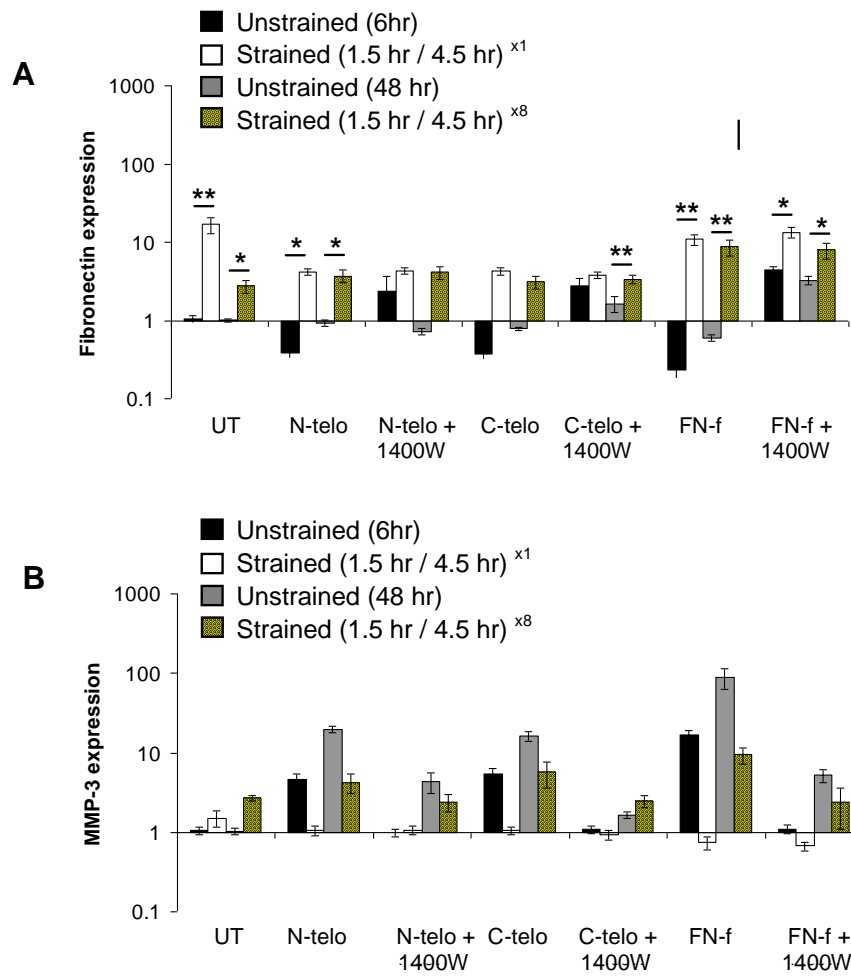 Unstrained (6hr)
Strained (1.5 hr / 4.5 hr) x1
Unstrained (48 hr)
Strained (1.5 hr / 4.5 hr) x8
A
Fibronectin expression
1000
100
10
1
0.1
** * * * ** ** ** * *
UT N-telo N-telo + 1400W C-telo C-telo + 1400W FN-f FN-f + 1400W
Unstrained (6hr)
Strained (1.5 hr / 4.5 hr) x1
Unstrained (48 hr)
Strained (1.5 hr / 4.5 hr) x8
B
MMP-3 expression
1000
100
10
1
0.1
UT N-telo N-telo + 1400W C-telo C-telo + 1400W FN-f FN-f + 1400W